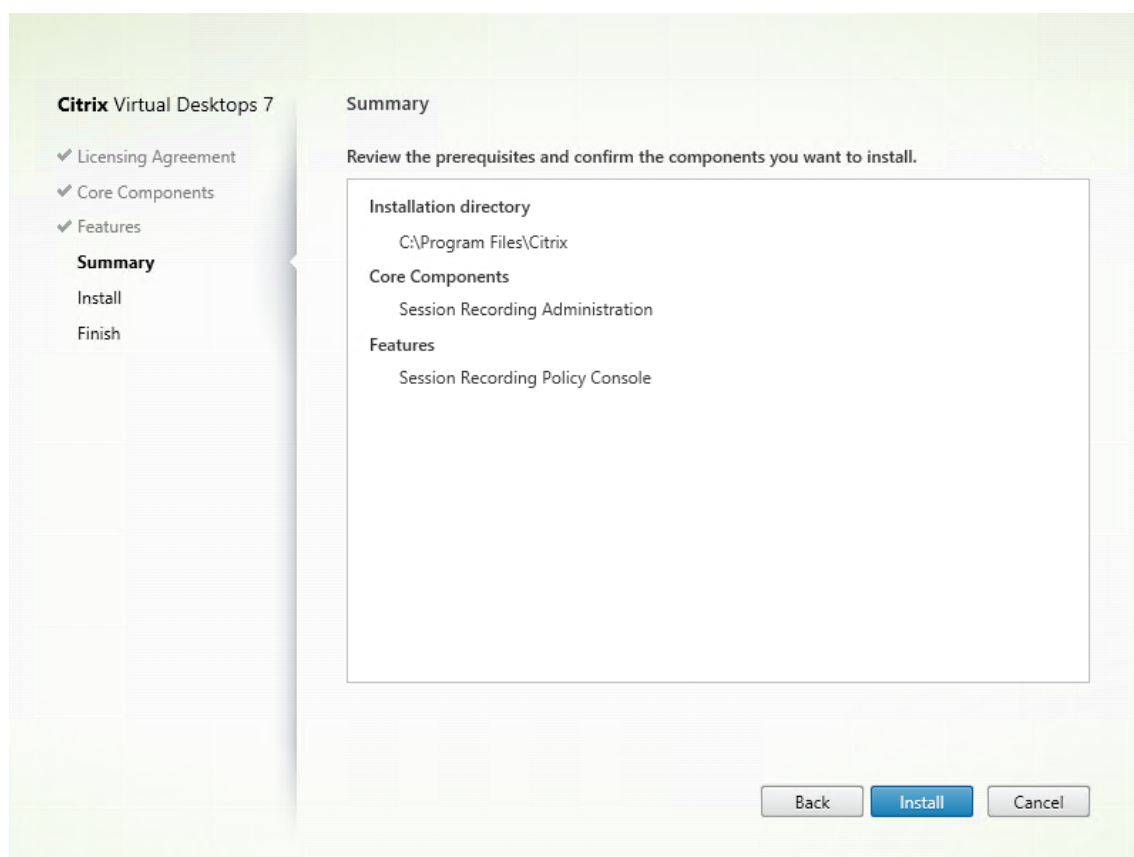 Citrix Virtual Desktops 7
✔ Licensing Agreement
✔ Core Components
✔ Features
Summary
Install
Finish
Summary
Review the prerequisites and confirm the components you want to install.
Installation directory
C:\Program Files\Citrix
Core Components
Session Recording Administration
Features
Session Recording Policy Console
Back Install Cancel